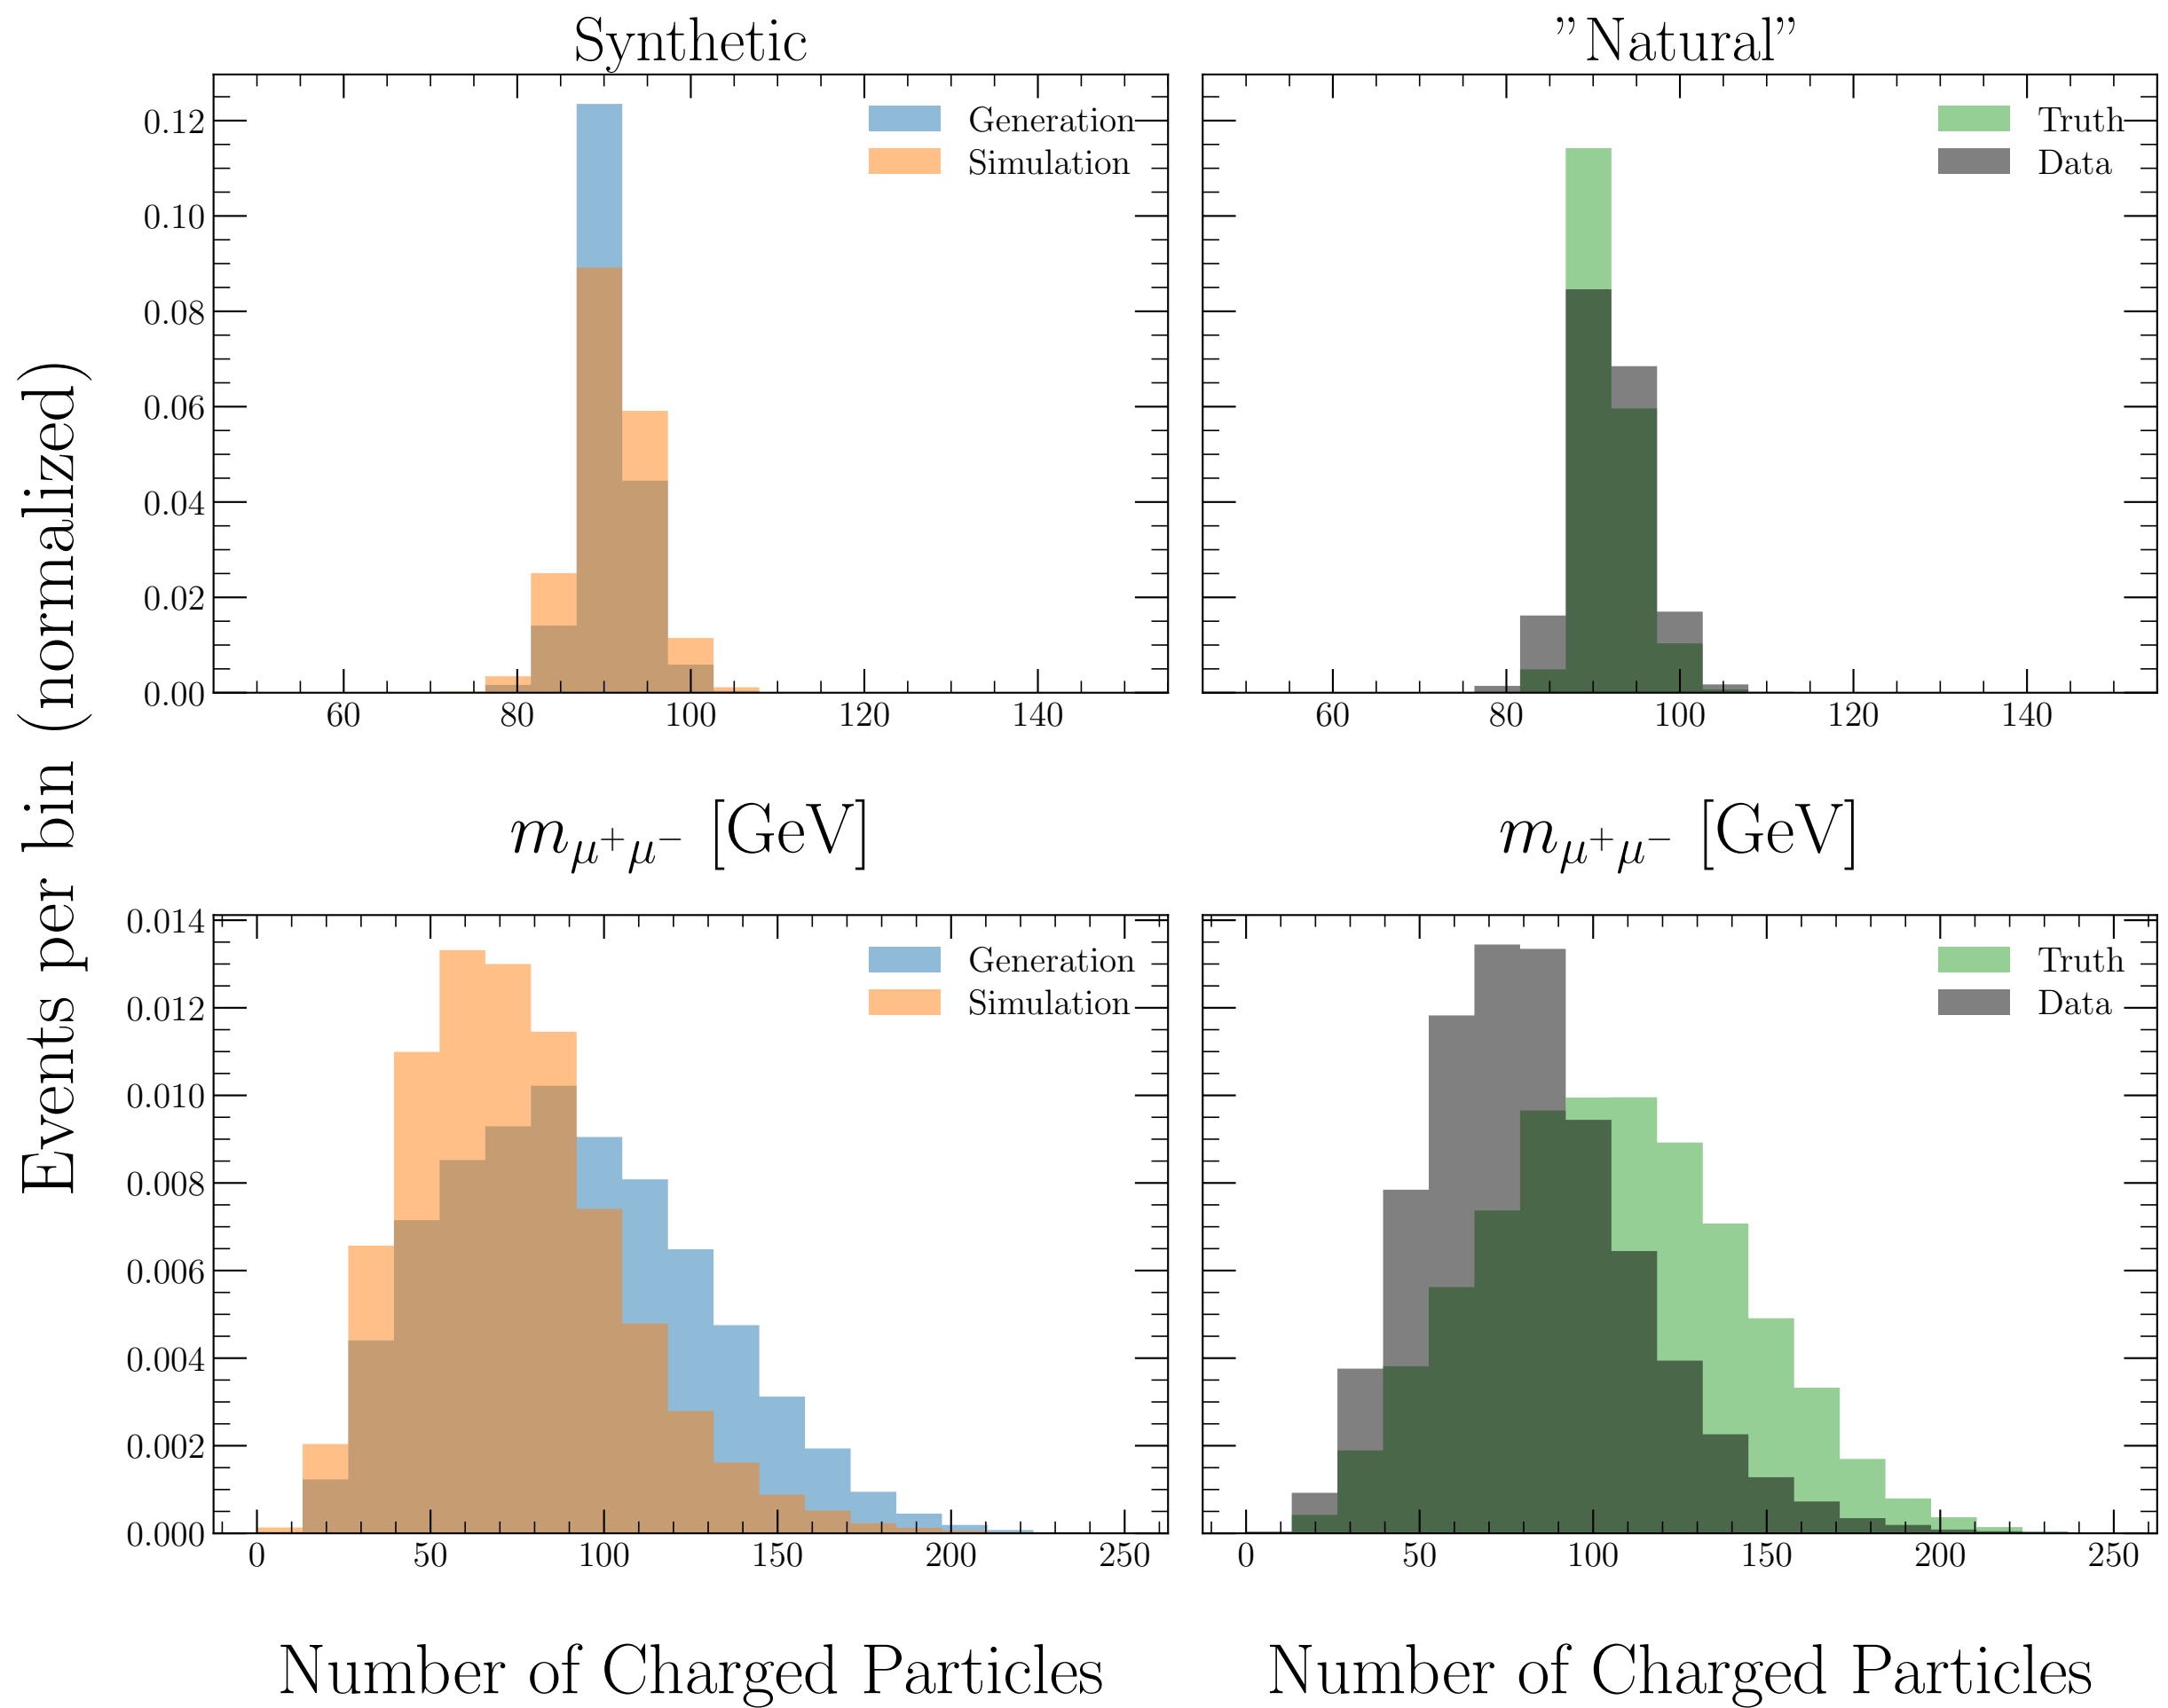 Synthetic
"Natural"
Events per bin (normalized)
0.12
0.10
0.08
0.06
0.04
0.02
0.00
Generation
Simulation
60 80 100 120 140
mμ+μ− [GeV]
Truth
Data
60 80 100 120 140
mμ+μ− [GeV]
0.014
0.012
0.010
0.008
0.006
0.004
0.002
0.000
Generation
Simulation
0 50 100 150 200 250
Number of Charged Particles
Truth
Data
0 50 100 150 200 250
Number of Charged Particles